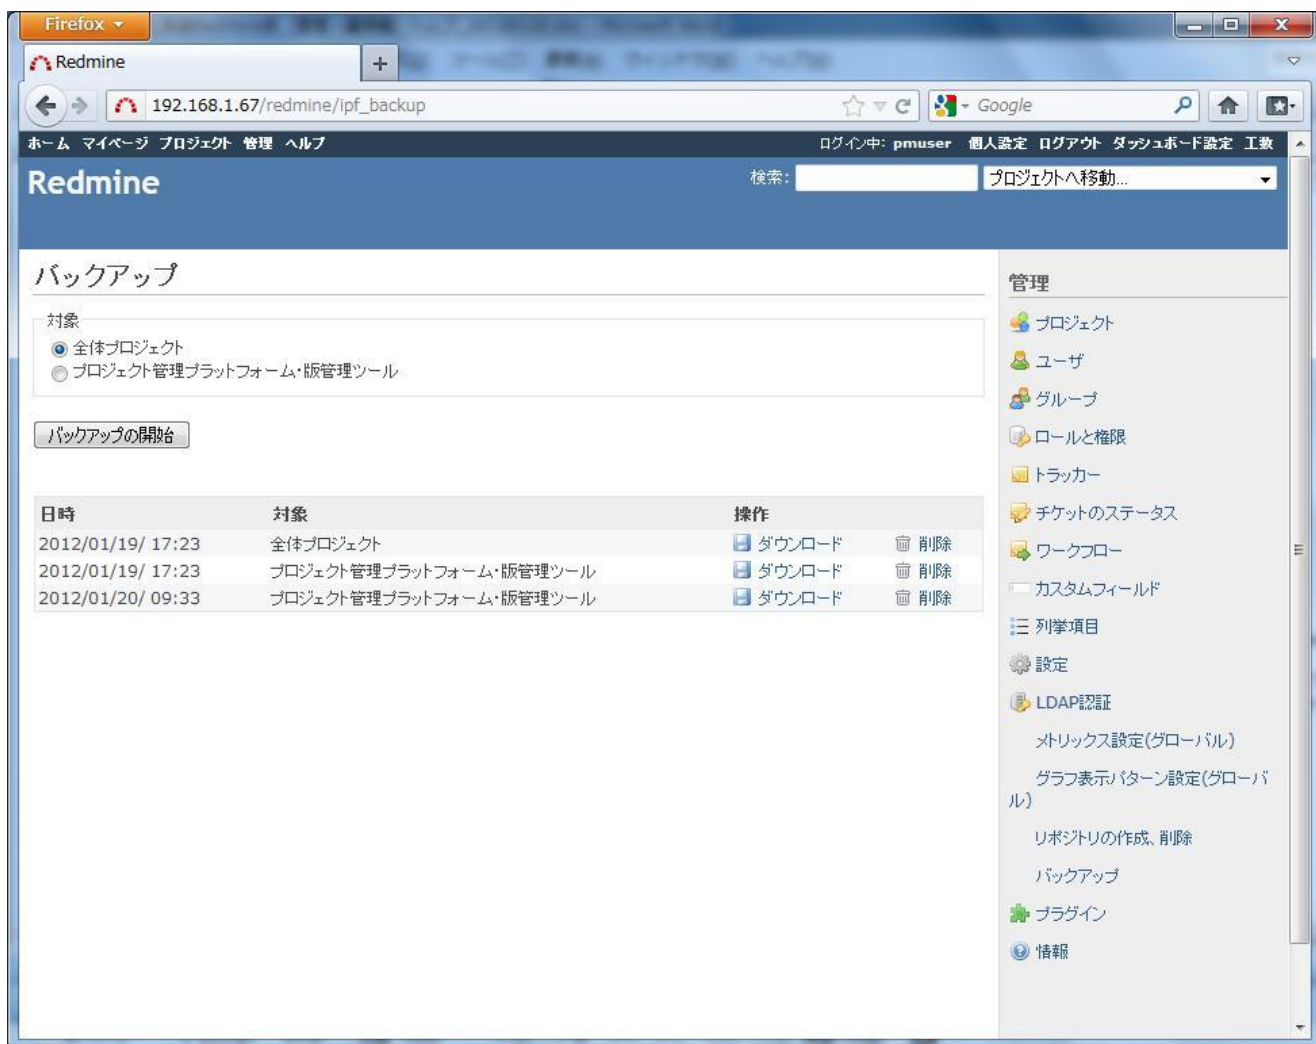 Firefox
Redmine
192.168.1.67/redmine/ipf_backup
Google
ホーム マイページ プロジェクト 管理 ヘルプ
ログイン中: pmuser 個人設定 ログアウト ダッシュボード設定 工数
Redmine
検索:
プロジェクトへ移動...
バックアップ
対象
全体プロジェクト
プロジェクト管理プラットフォーム・版管理ツール
バックアップの開始
日時 対象 操作
2012/01/19/ 17:23 全体プロジェクト ダウンロード 削除
2012/01/19/ 17:23 プロジェクト管理プラットフォーム・版管理ツール ダウンロード 削除
2012/01/20/ 09:33 プロジェクト管理プラットフォーム・版管理ツール ダウンロード 削除
管理
プロジェクト
ユーザ
グループ
ロールと権限
トラッカー
チケットのステータス
ワークフロー
カスタムフィールド
列挙項目
設定
LDAP認証
メトリックス設定(グローバル)
グラフ表示パターン設定(グローバ
ル)
リポジトリの作成、削除
バックアップ
プラグイン
情報